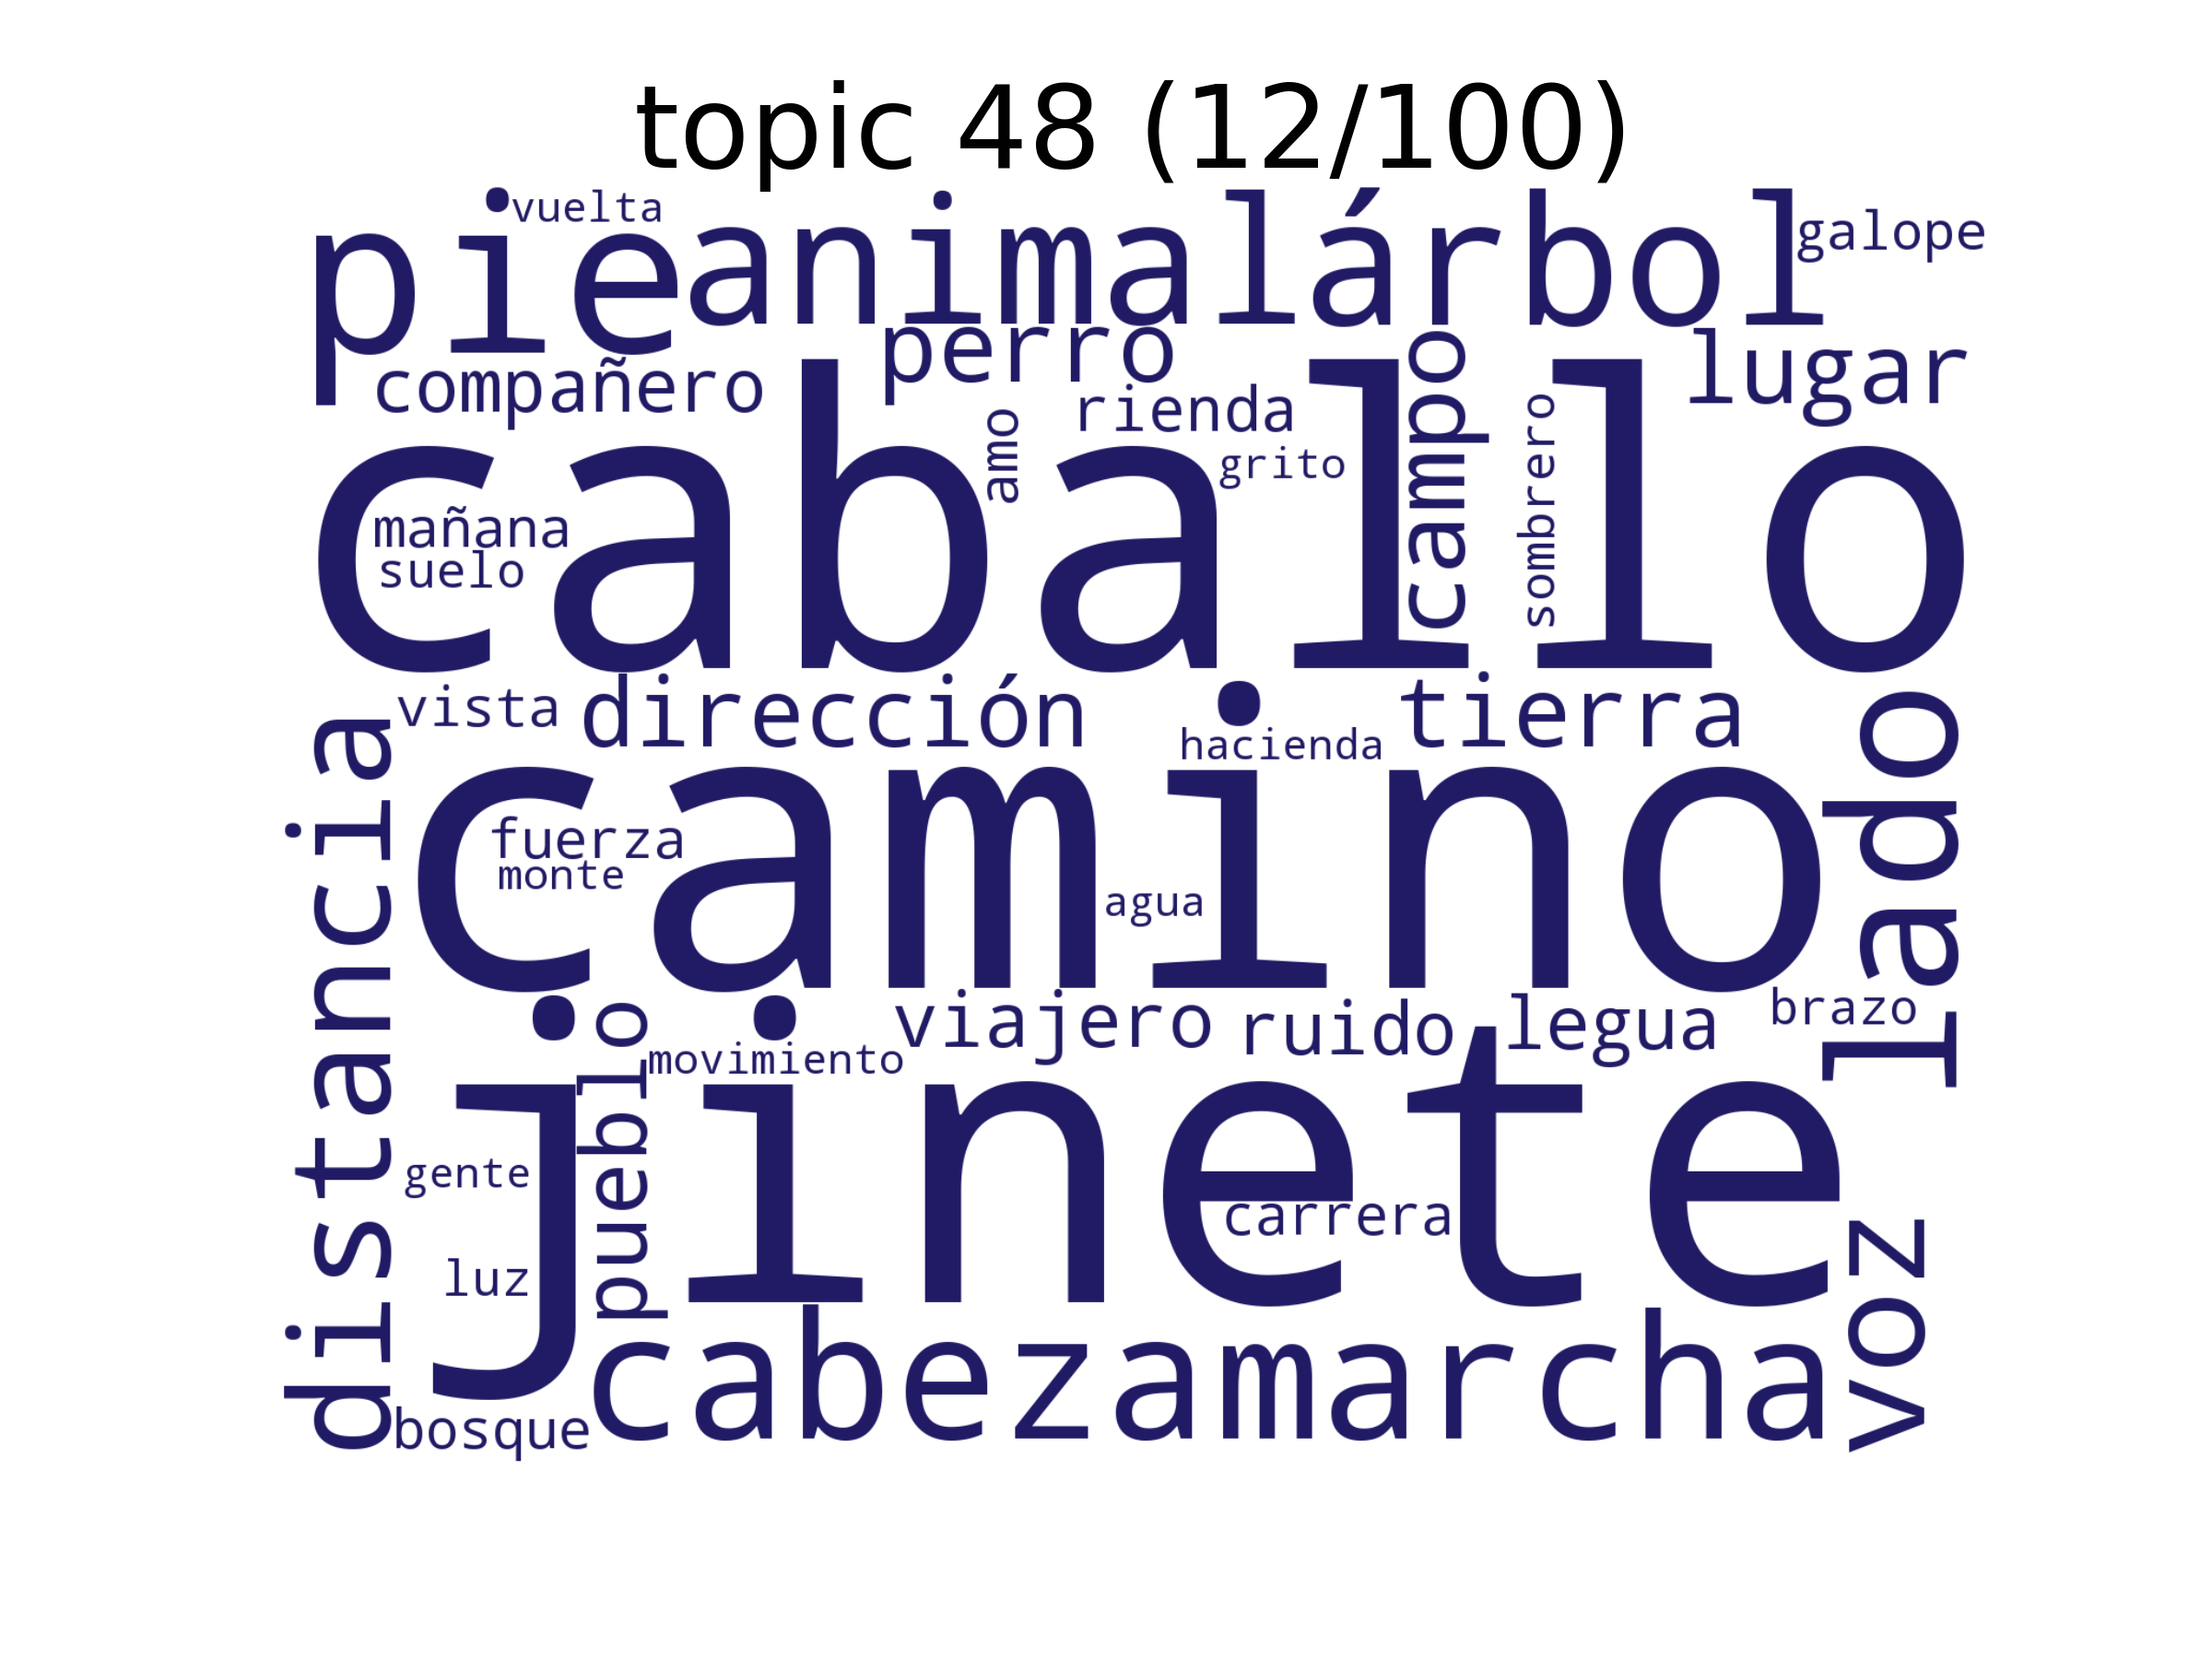 topic 48 (12/100)
vuelta
pie
animal
árbol
galope
perro
compañero
lugar
rienda
campo
sombrero
amo
grito
caballo
mañana
suelo
vista
dirección
tierra
hacienda
distancia
camino
lado
fuerza
monte
agua
viajero
ruido
legua
brazo
movimiento
pueblo
jinete
gente
carrera
luz
voz
cabeza
marcha
bosque